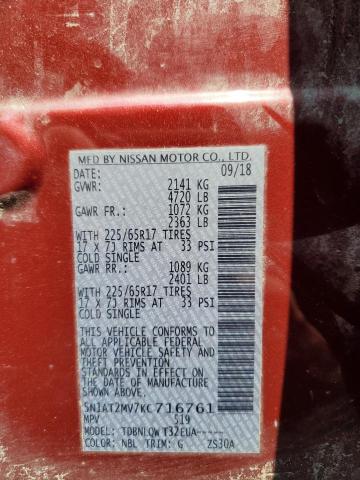 MFD BY NISSAN MOTOR CO., LTD.
DATE: 09/18
GVWR: 2141 KG
4720 LB
GAWR FR.: 1072 KG
2363 LB
WITH 225/65R17 TIRES
17 X 7J RIMS AT 33 PSI
COLD SINGLE
GAWR RR.: 1089 KG
2401 LB
WITH 225/65R17 TIRES
17 X 7J RIMS AT 33 PSI
COLD SINGLE
THIS VEHICLE CONFORMS TO
ALL APPLICABLE FEDERAL
MOTOR VEHICLE SAFETY AND
THEFT PREVENTION
STANDARDS IN EFFECT ON
THE DATE OF MANUFACTURE
SHOWN ABOVE.
5N1AT2MV7KC716761
MPV 519
MODEL: TDBNLQW T32EUA
COLOR: NBL TRIM: G ZS30A